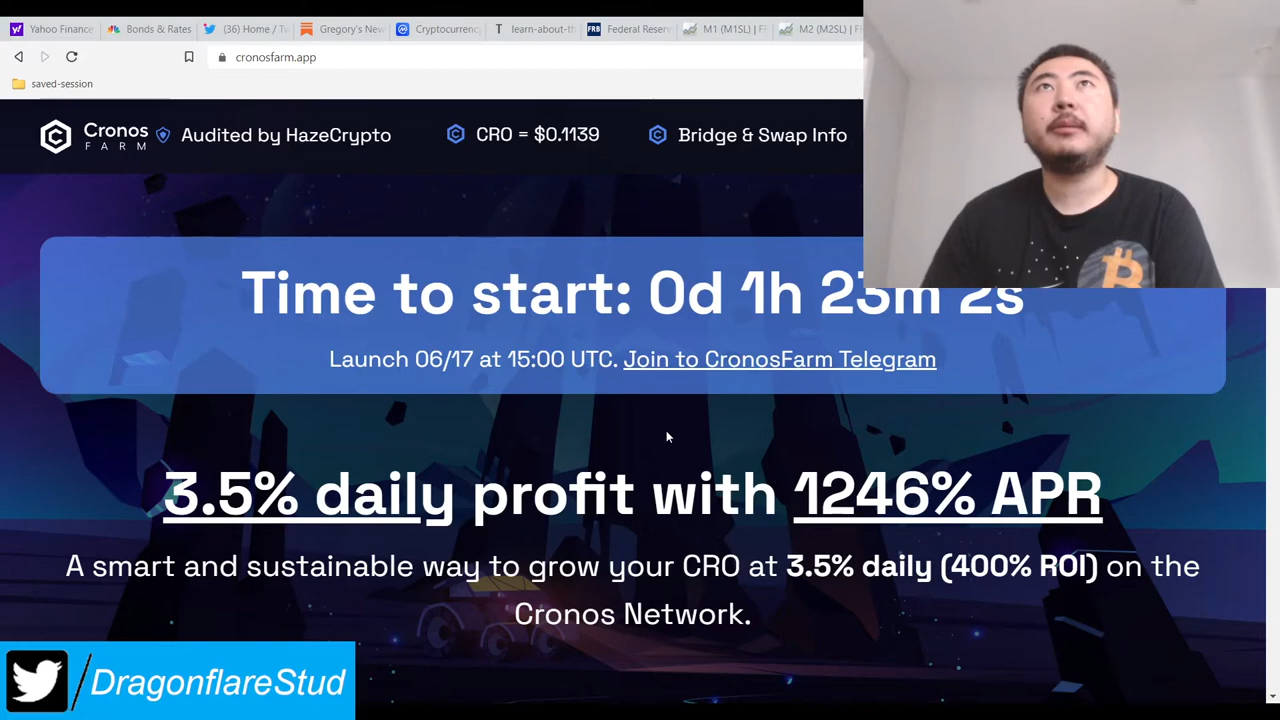 Yahoo Finance
Bonds & Rates
(36) Home / Tw
Gregory's New
Cryptocurrency
T learn-about-th
FRB Federal Reserv
M1 (M1SL) | FR
M2 (M2SL) | F
cronosfarm.app
saved-session
Cronos
FARM
Audited by HazeCrypto
CRO = $0.1139
Bridge & Swap Info
Time to start: 0d 1h 23m 2s
Launch 06/17 at 15:00 UTC. Join to CronosFarm Telegram
3.5% daily profit with 1246% APR
A smart and sustainable way to grow your CRO at 3.5% daily (400% ROI) on the
Cronos Network.
/DragonflareStud